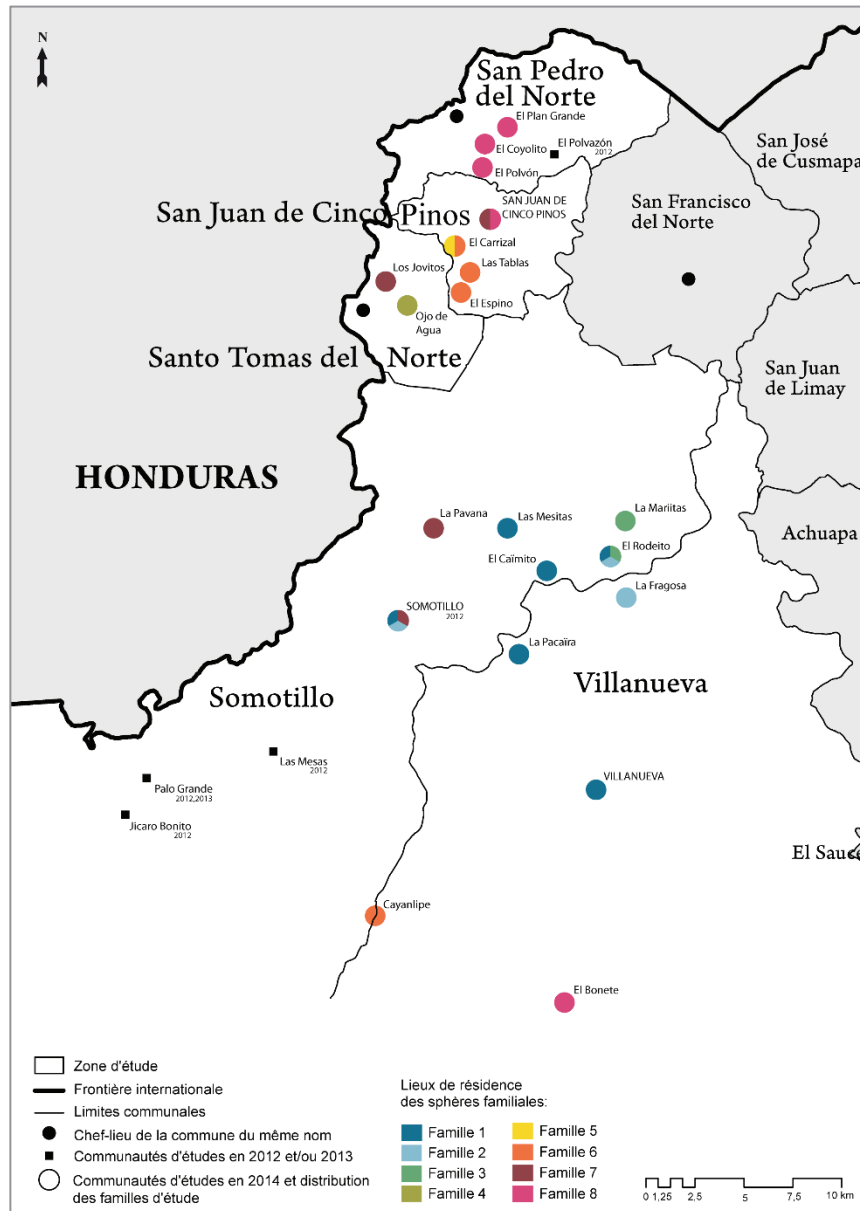 N
San Pedro
del Norte
El Plan Grande
El Coyolito
El Polvazón
2012
El Polvón
San José
de Cusmapa
San Francisco
del Norte
San Juan de Cinco Pinos
SAN JUAN DE
CINCO PINOS
El Carrizal
Las Tablas
Los Jovitos
El Espino
Ojo de
Agua
Santo Tomas del Norte
San Juan
de Limay
HONDURAS
La Pavana
Las Mesitas
La Mariitas
Achuapa
El Rodeito
El Caïmito
La Fragosa
SOMOTILLO
2012
La Pacaïra
Somotillo
Villanueva
Las Mesas
2012
Palo Grande
2012,2013
Jicaro Bonito
2012
VILLANUEVA
El Sauce
Cayanlipe
El Bonete
Zone d'étude
Frontière internationale
Limites communales
Chef-lieu de la commune du même nom
Communautés d'études en 2012 et/ou 2013
Communautés d'études en 2014 et distribution
des familles d'étude
Lieux de résidence
des sphères familiales:
Famille 1
Famille 2
Famille 3
Famille 4
Famille 5
Famille 6
Famille 7
Famille 8
0 1,25 2,5 5 7,5 10 km